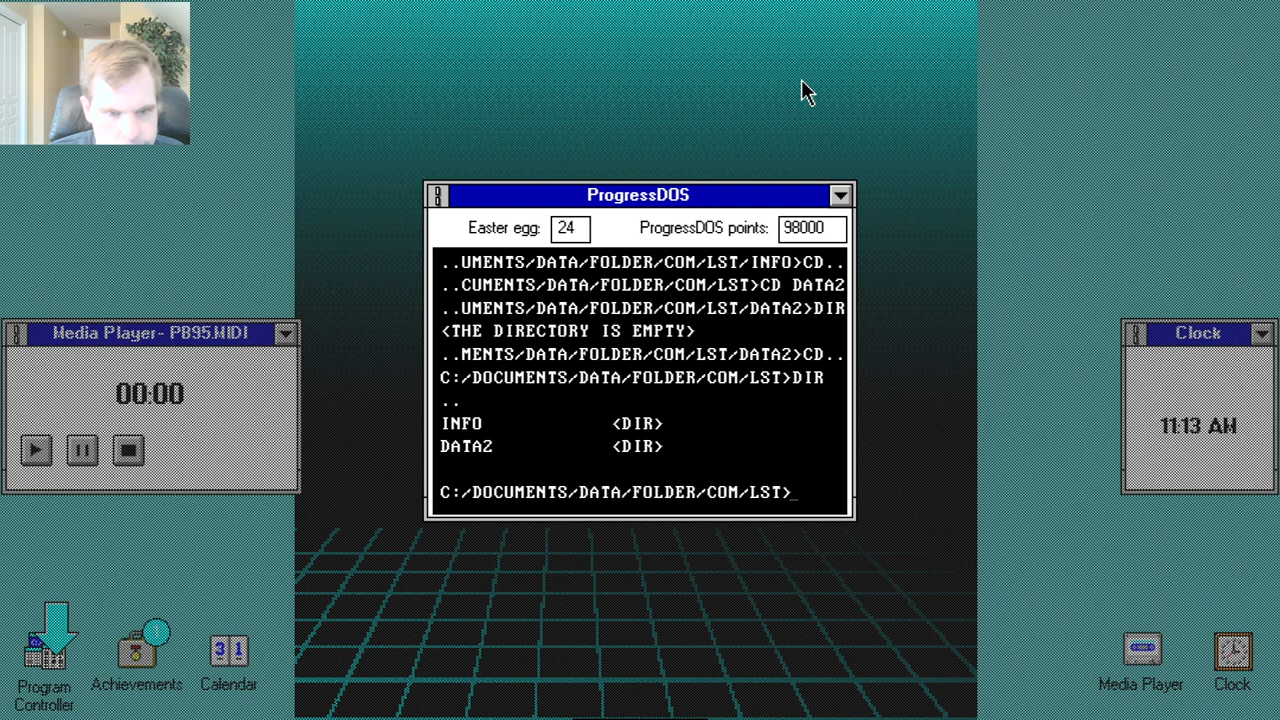 ProgressDOS
Easter egg: 24 ProgressDOS points: 98000
..UMENTS/DATA/FOLDER/COM/LST/INFO>CD..
..CUMENTS/DATA/FOLDER/COM/LST>CD DATA2
..UMENTS/DATA/FOLDER/COM/LST/DATA2>DIR
<THE DIRECTORY IS EMPTY>
..MENTS/DATA/FOLDER/COM/LST/DATA2>CD..
C:/DOCUMENTS/DATA/FOLDER/COM/LST>DIR
..
INFO <DIR>
DATA2 <DIR>
C:/DOCUMENTS/DATA/FOLDER/COM/LST>_
Media Player- PB95.MIDI
00:00
Clock
11:13 AM
Program
Controller
1
Achievements
31
Calendar
Media Player
Clock